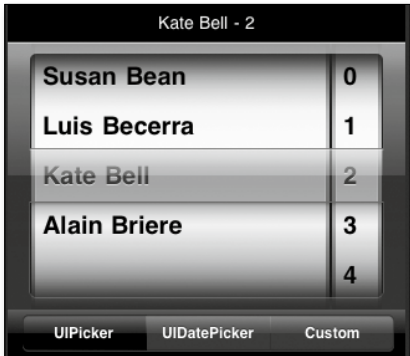 Kate Bell - 2
Susan Bean 0
Luis Becerra 1
Kate Bell 2
Alain Briere 3
4
UIPicker UIDatePicker Custom